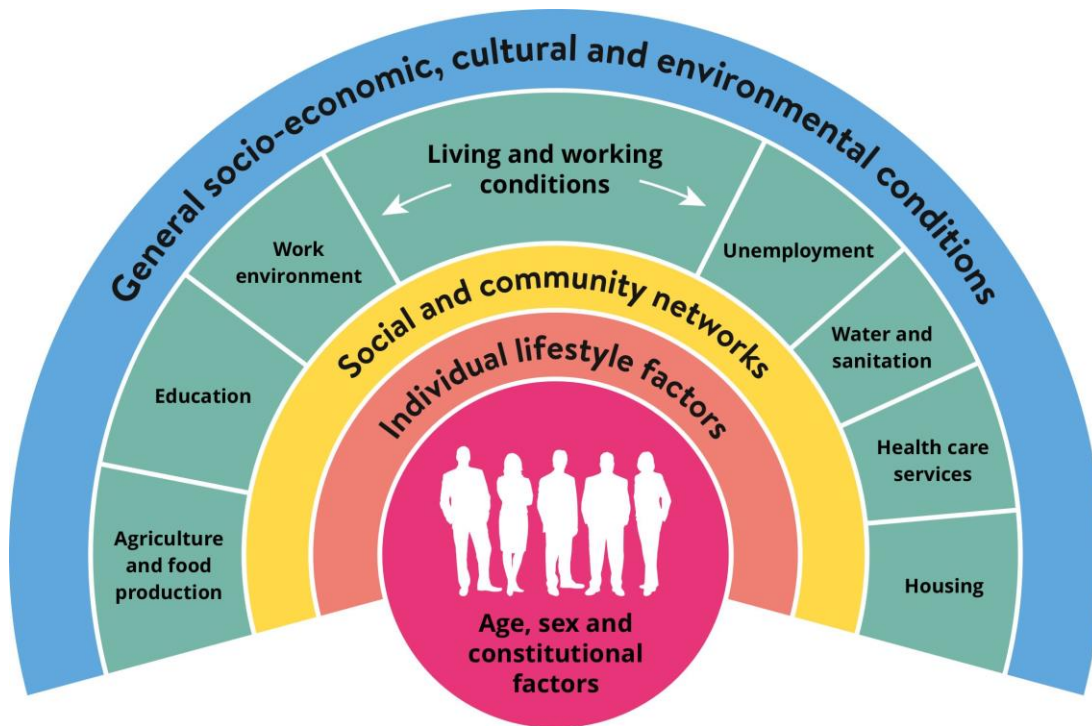 General socio-economic, cultural and environmental conditions
Living and working
conditions
Agriculture
and food
production
Education
Work
environment
Unemployment
Water and
sanitation
Health care
services
Housing
Social and community networks
Individual lifestyle factors
Age, sex and
constitutional
factors